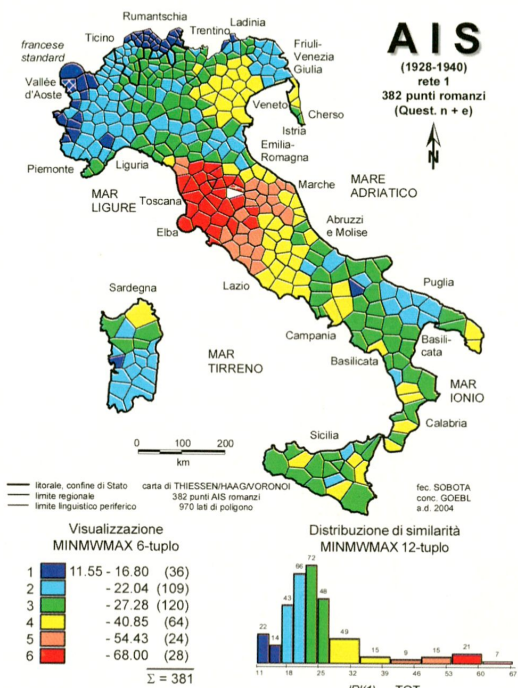 AIS
(1928-1940)
rete 1
382 punti romanzi
(Quest. n + e)
N
Rumantschia
Ticino
Trentino
Ladinia
francese
standard
Friuli-
Venezia
Giulia
Vallée
d'Aoste
Veneto
Cherso
Istria
Emilia-
Romagna
Piemonte
Liguria
MAR
LIGURE
Toscana
Marche
MARE
ADRIATICO
Elba
Abruzzi
e Molise
Lazio
Puglia
Sardegna
Campania
Basili-
cata
Basilicata
MAR
TIRRENO
MAR
IONIO
Calabria
Sicilia
0 100 200
km
litorale, confine di Stato
limite regionale
limite linguistico periferico
carta di THIESSEN/HAAG/VORONOI
382 punti AIS romanzi
970 lati di poligono
fec. SOBOTA
conc. GOEBL
a.d. 2004
Visualizzazione
MINMWMAX 6-tuplo
1 11.55 - 16.80 (36)
2 - 22.04 (109)
3 - 27.28 (120)
4 - 40.85 (64)
5 - 54.43 (24)
6 - 68.00 (28)
Σ = 381
Distribuzione di similarità
MINMWMAX 12-tuplo
22 14 43 66 72 48 49 15 9 15 21 7
11 18 25 32 39 46 53 60 67